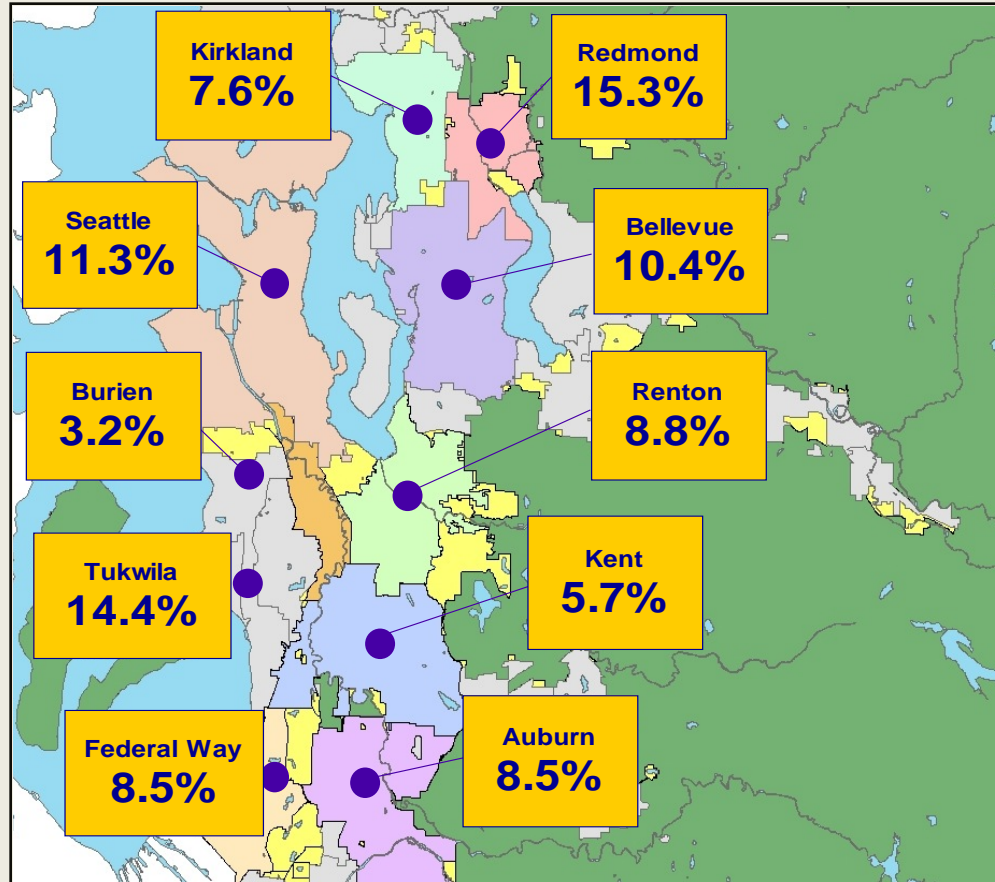 Kirkland
7.6%
Redmond
15.3%
Seattle
11.3%
Bellevue
10.4%
Burien
3.2%
Renton
8.8%
Tukwila
14.4%
Kent
5.7%
Federal Way
8.5%
Auburn
8.5%